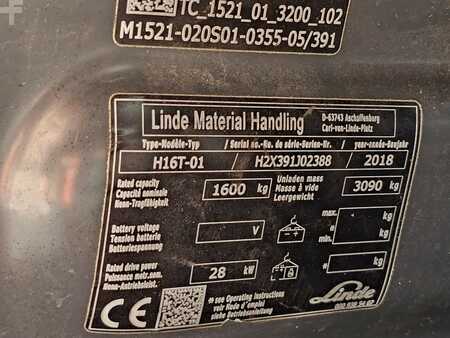 TC_1521_01_3200_102
M1521-020S01-0355-05/391
Linde Material Handling
D-63743 Aschaffenburg
Carl-von-Linde-Platz
Type-Modèle-Typ / Serial no.-No. de série-Serien-Nr. / year-année-Baujahr
H16T-01 / H2X391J02388 / 2018
Rated capacity
Capacité nominale
Nenn-Tragfähigkeit
1600 kg
Unladen mass
Masse à vide
Leergewicht
3090 kg
Battery voltage
Tension batterie
Batteriespannung
V
max. kg
min. kg
Rated drive power
Puissance motr.nom.
Nenn-Antriebsleist.
28 kW
kg
CE
* see Operating instructions
voir Mode d'emploi
siehe Betriebsanleitung
Linde